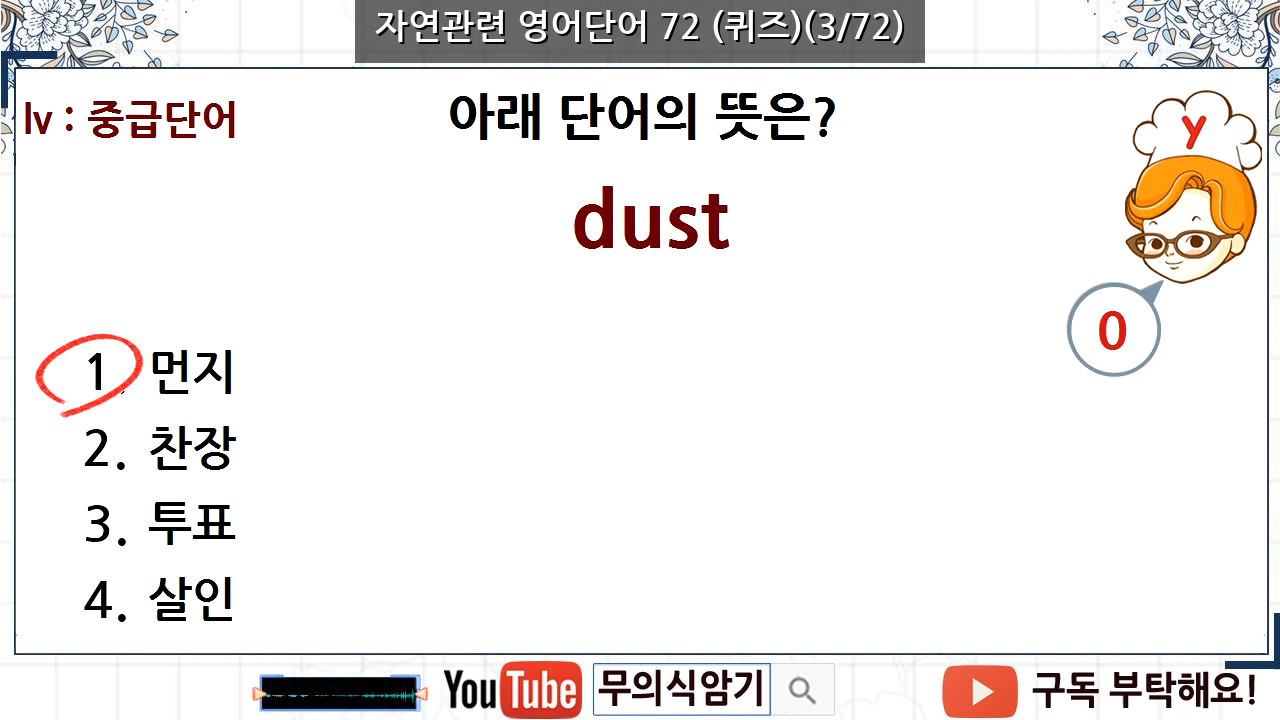 자연관련 영어단어 72 (퀴즈)(3/72)
lv : 중급단어
아래 단어의 뜻은?
y
dust
0
1. 먼지
2. 찬장
3. 투표
4. 살인
YouTube 무의식암기
구독 부탁해요!